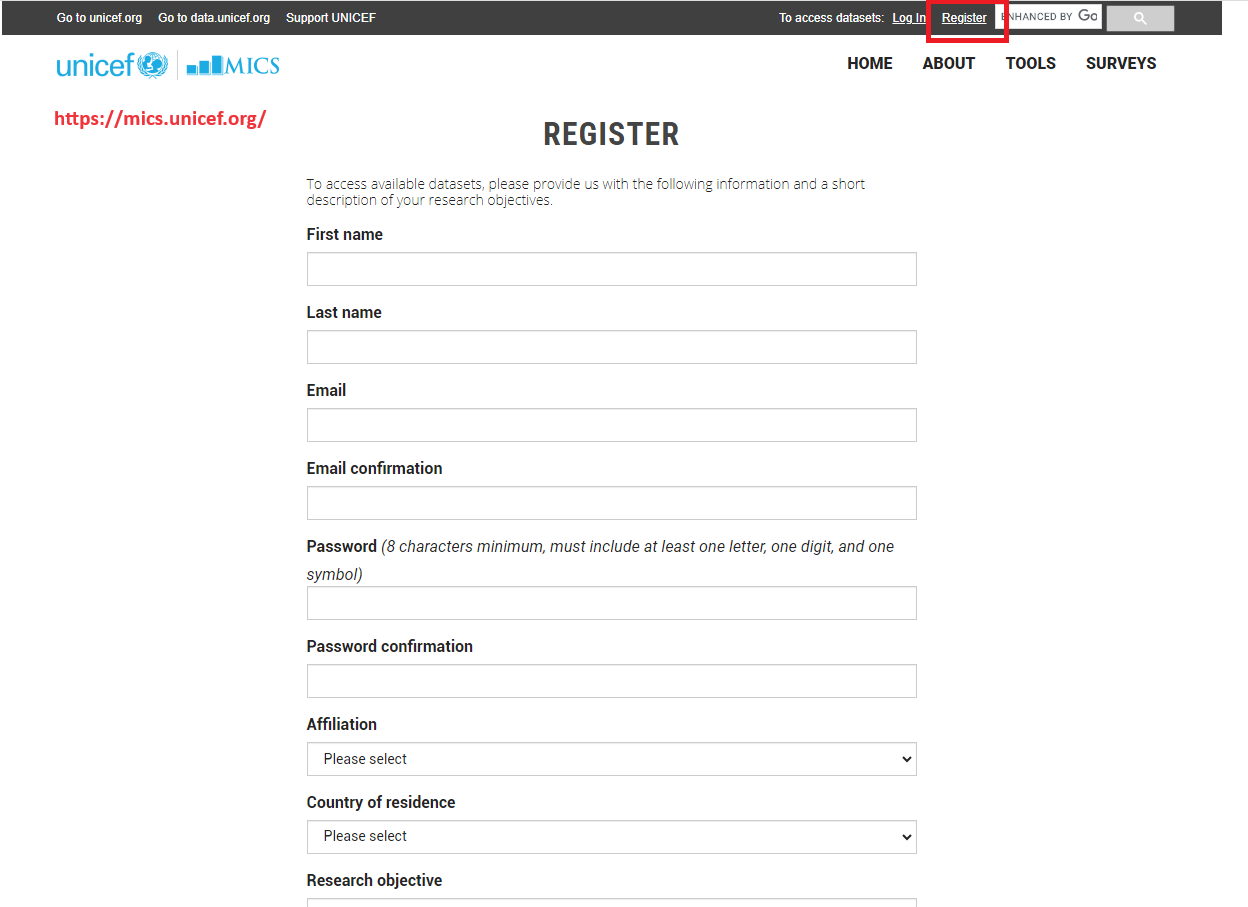 Go to unicef.org Go to data.unicef.org Support UNICEF To access datasets: Log In Register ENHANCED BY Go
unicef MICS HOME ABOUT TOOLS SURVEYS
https://mics.unicef.org/
REGISTER
To access available datasets, please provide us with the following information and a short
description of your research objectives.
First name
Last name
Email
Email confirmation
Password (8 characters minimum, must include at least one letter, one digit, and one
symbol)
Password confirmation
Affiliation
Please select
Country of residence
Please select
Research objective